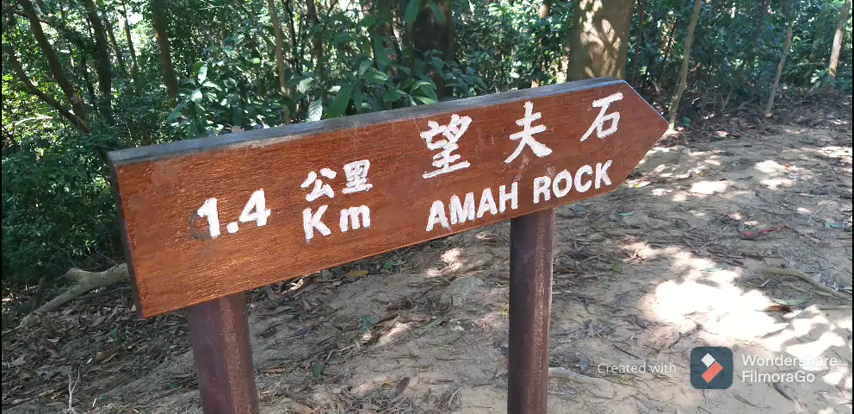 1.4 公里 望夫石
Km AMAH ROCK
Created with Wondershare
FilmoraGo